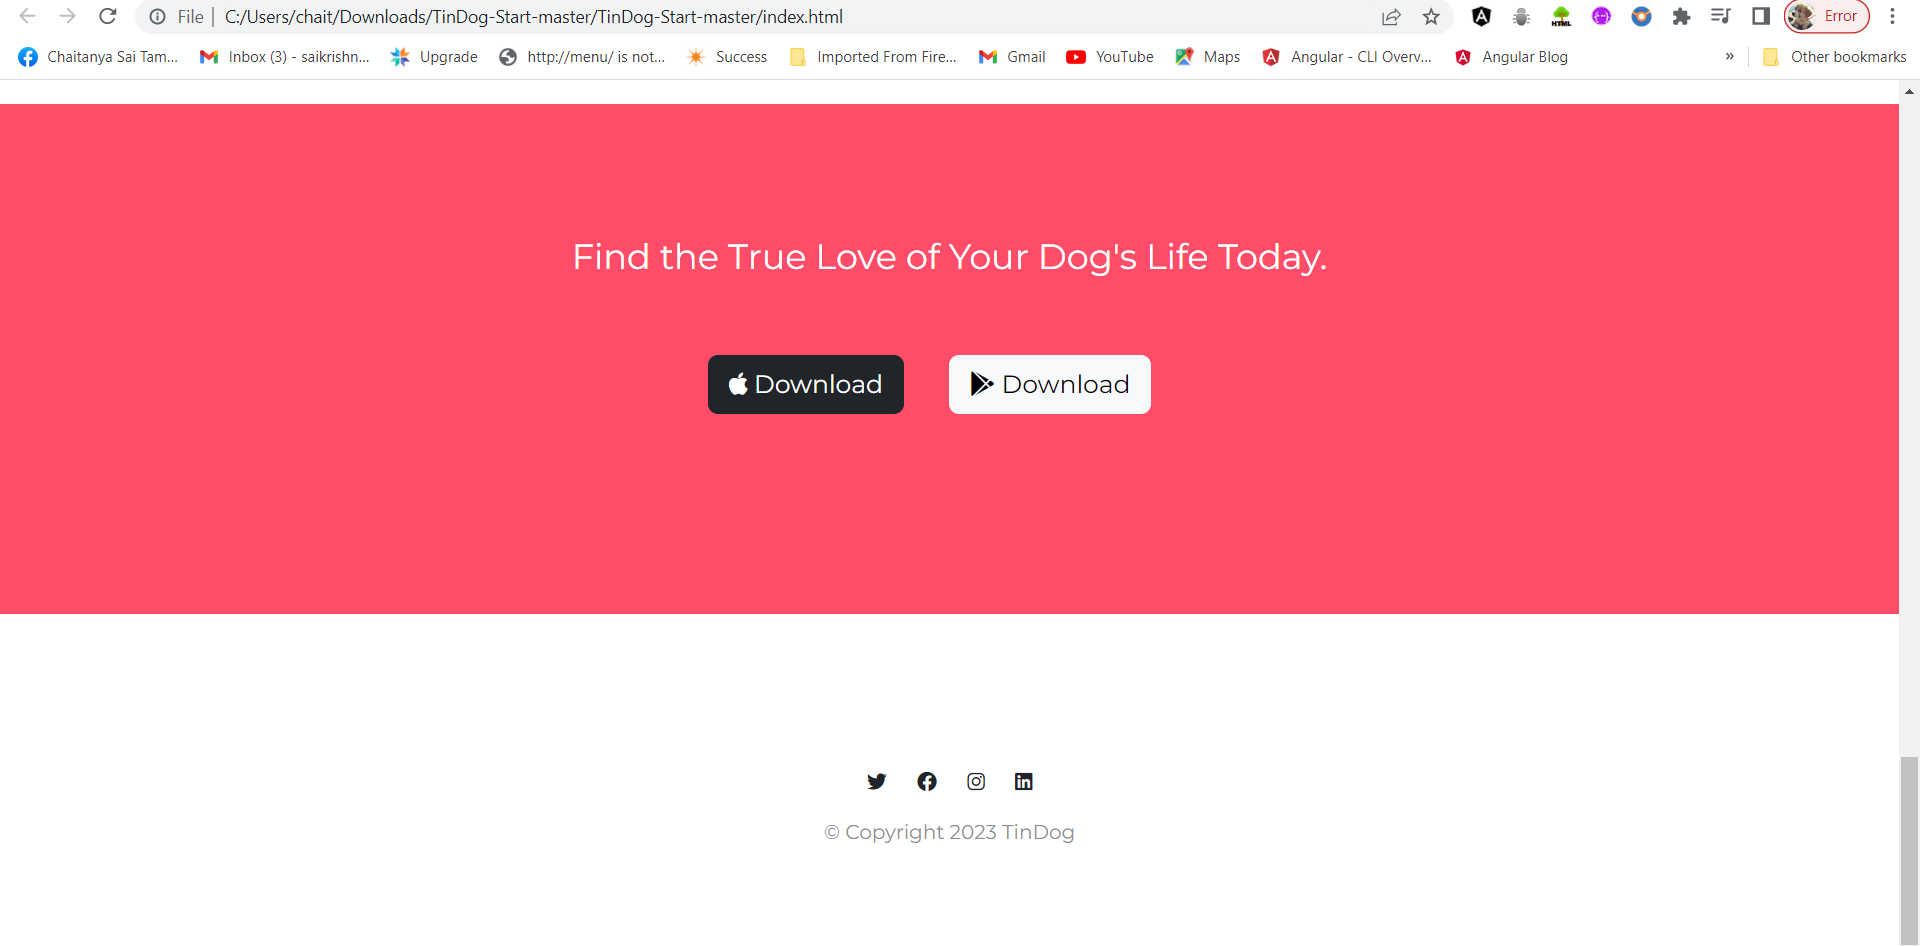 File | C:/Users/chait/Downloads/TinDog-Start-master/TinDog-Start-master/index.html Error
Chaitanya Sai Tam... Inbox (3) - saikrishn... Upgrade http://menu/ is not... Success Imported From Fire... Gmail YouTube Maps Angular - CLI Overv... Angular Blog » Other bookmarks
Find the True Love of Your Dog's Life Today.
Download Download
© Copyright 2023 TinDog